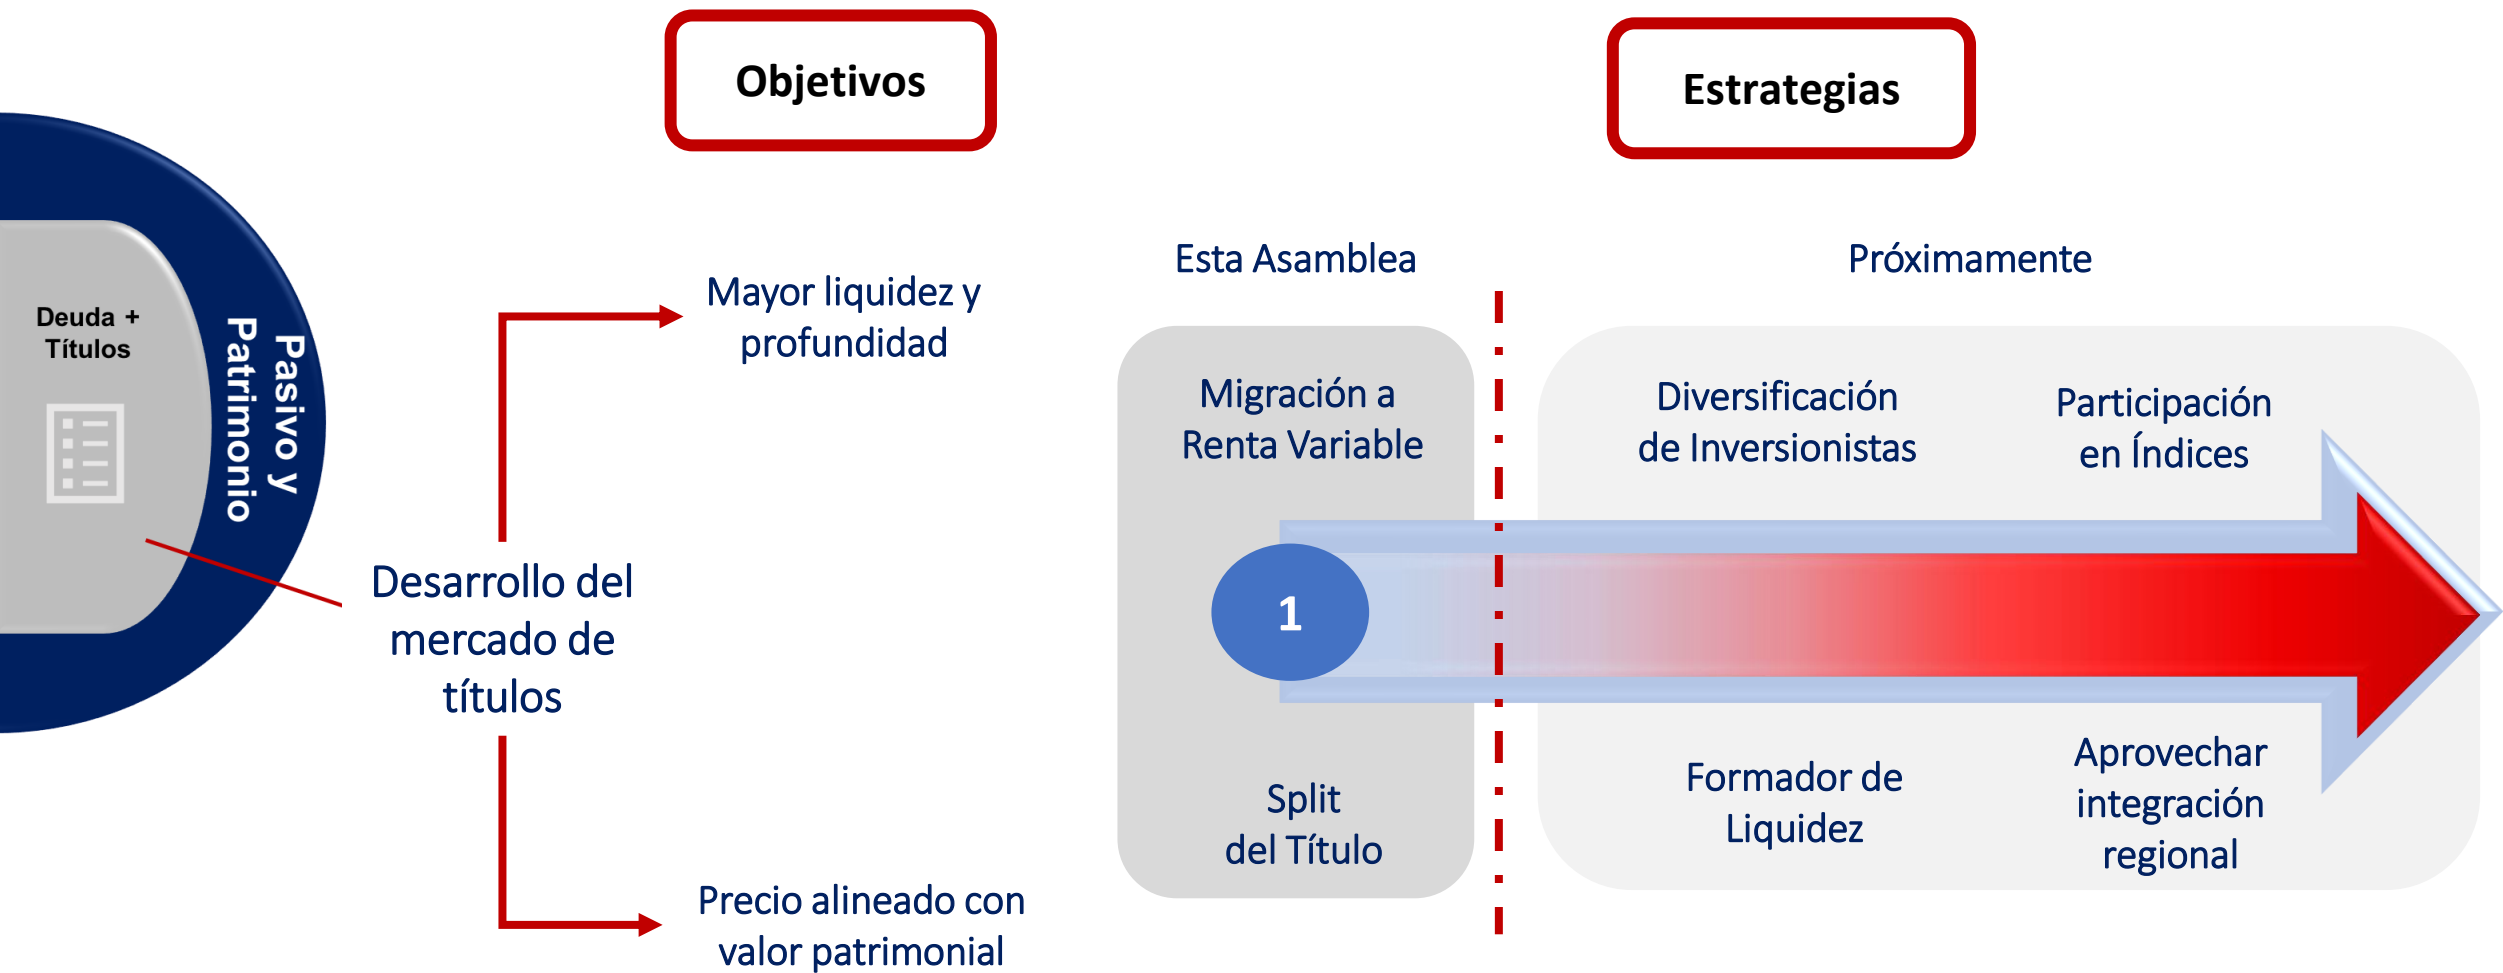 Objetivos
Estrategias
Deuda +
Títulos
Pasivo y
Patrimonio
Desarrollo del
mercado de
títulos
Mayor liquidez y
profundidad
Precio alineado con
valor patrimonial
Esta Asamblea
Migración a
Renta Variable
1
Split
del Título
Próximamente
Diversificación
de Inversionistas
Participación
en Índices
Formador de
Liquidez
Aprovechar
integración
regional